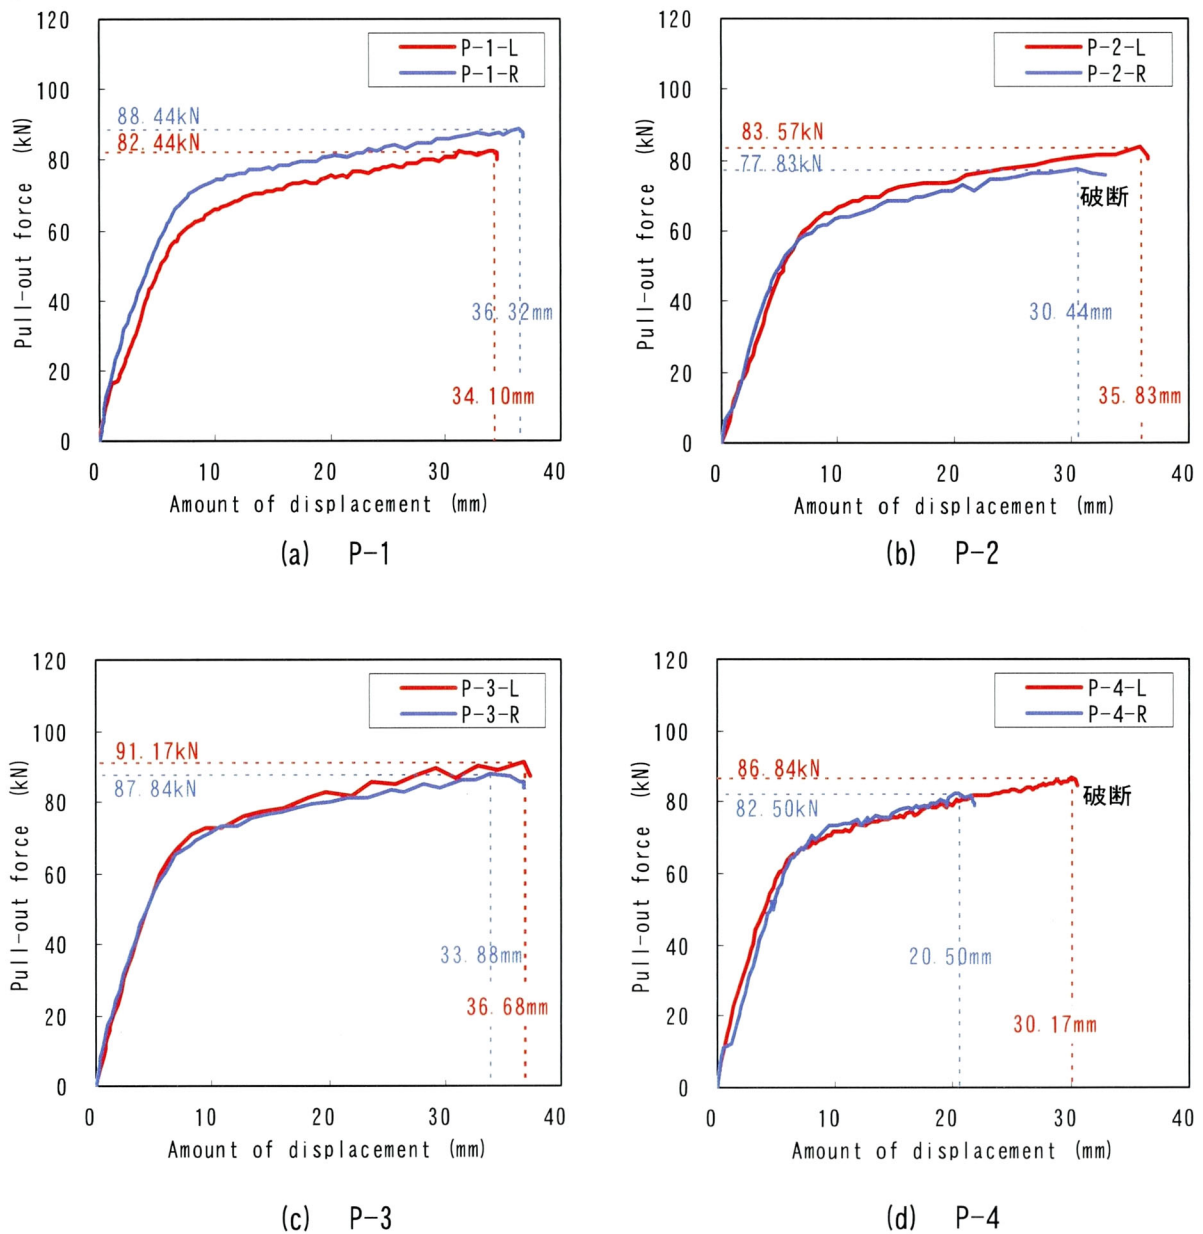 120
100
80
60
40
20
0
Pull-out force (kN)
P-1-L
P-1-R
88.44kN
82.44kN
36.32mm
34.10mm
0 10 20 30 40
Amount of displacement (mm)
(a) P-1
120
100
80
60
40
20
0
Pull-out force (kN)
P-2-L
P-2-R
83.57kN
77.83kN
破断
30.44mm
35.83mm
0 10 20 30 40
Amount of displacement (mm)
(b) P-2
120
100
80
60
40
20
0
Pull-out force (kN)
P-3-L
P-3-R
91.17kN
87.84kN
33.88mm
36.68mm
0 10 20 30 40
Amount of displacement (mm)
(c) P-3
120
100
80
60
40
20
0
Pull-out force (kN)
P-4-L
P-4-R
86.84kN
82.50kN
破断
20.50mm
30.17mm
0 10 20 30 40
Amount of displacement (mm)
(d) P-4